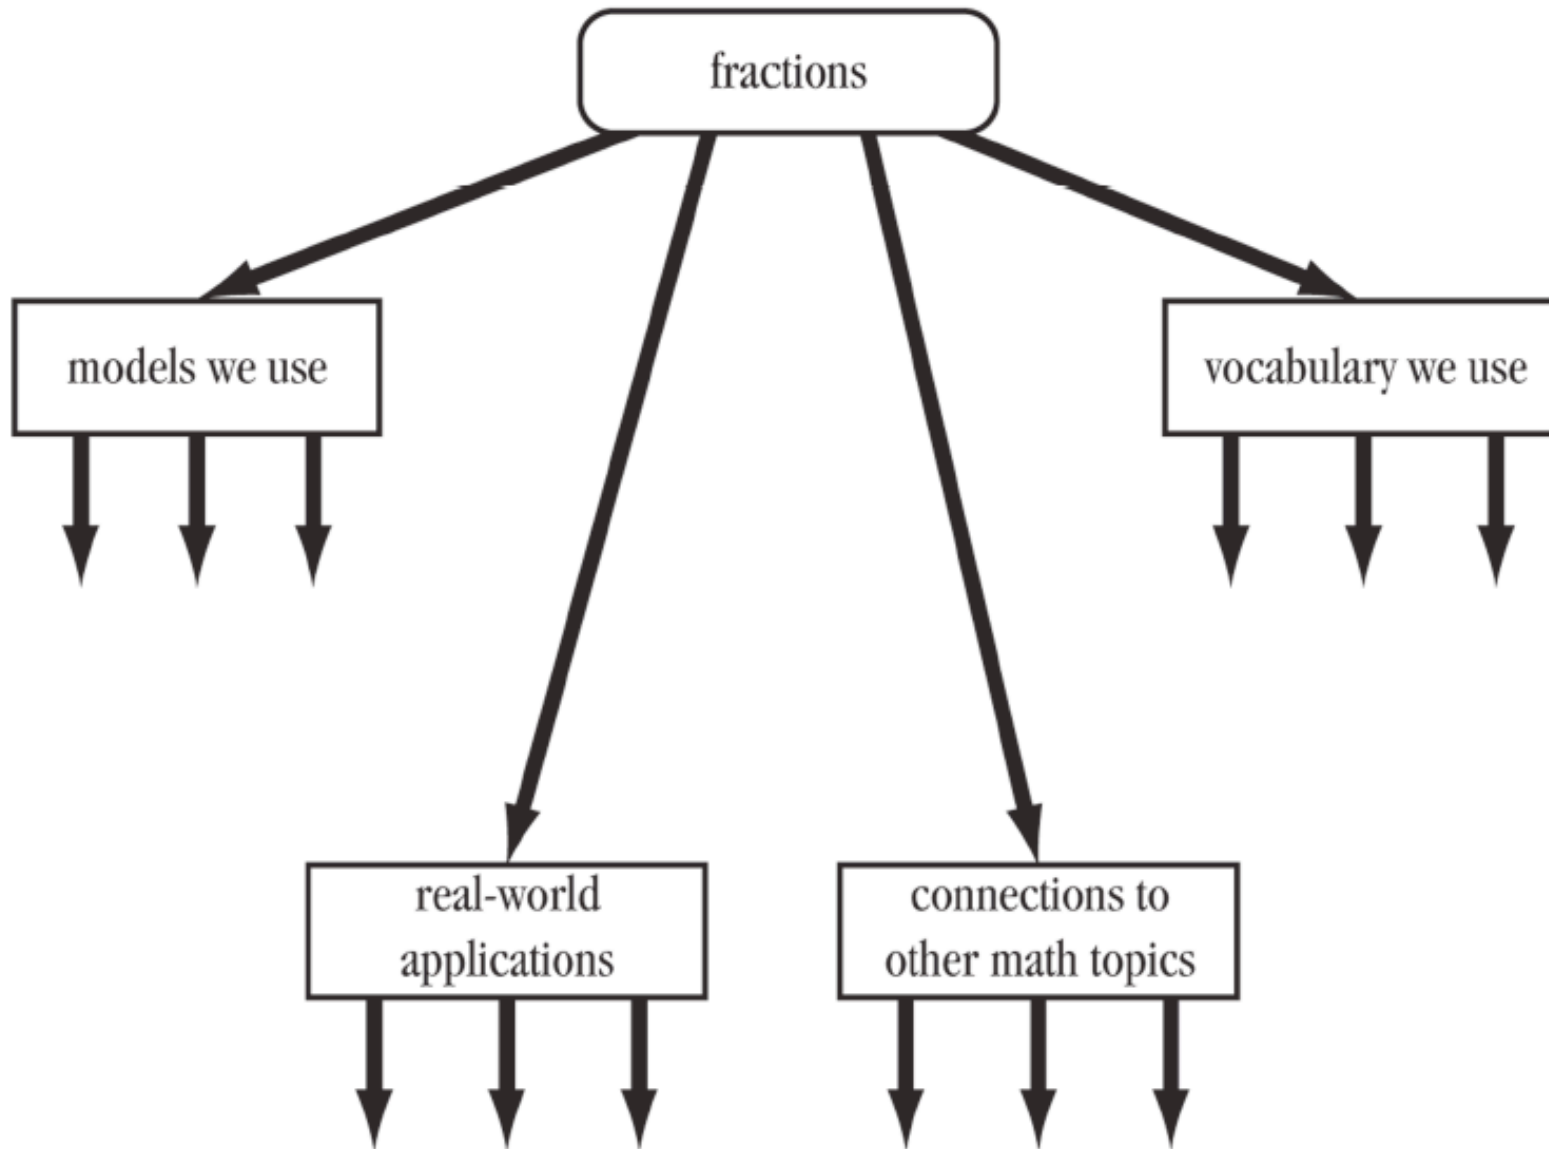 fractions
models we use
vocabulary we use
real-world
applications
connections to
other math topics